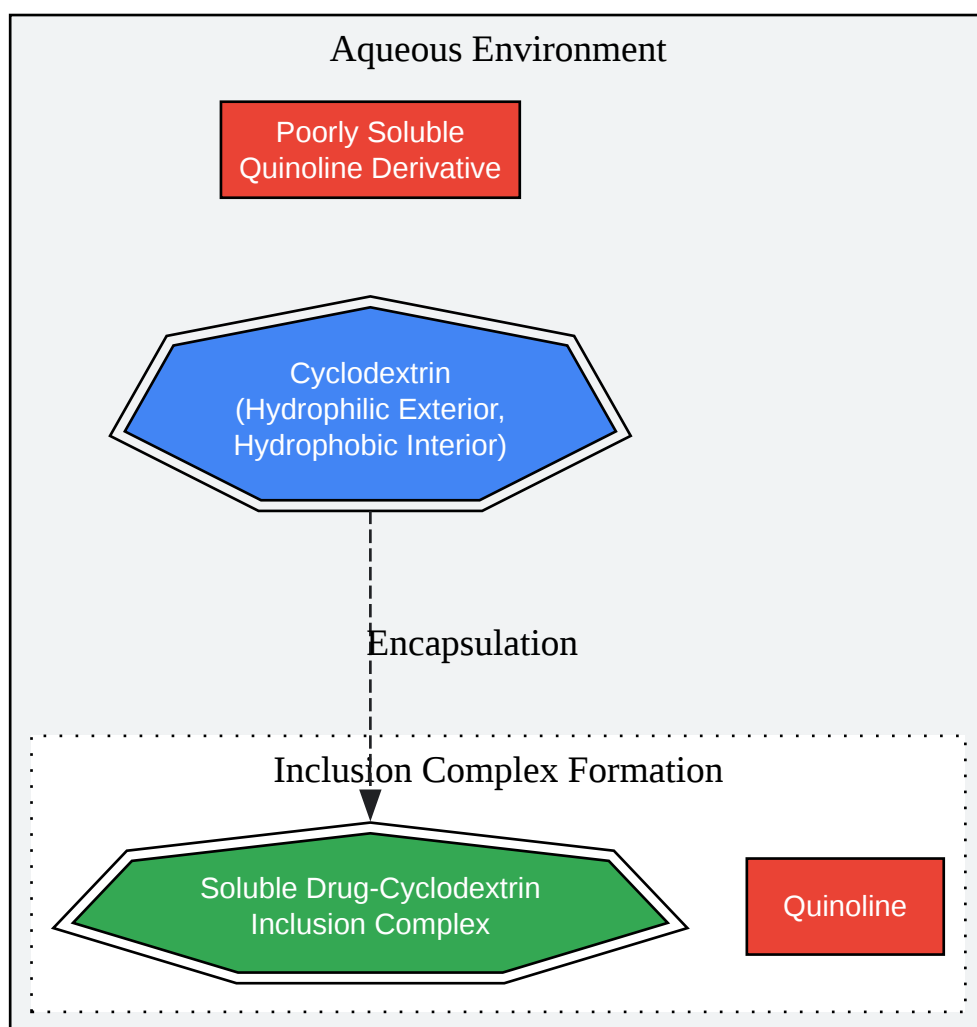 Aqueous Environment
Poorly Soluble
Quinoline Derivative
Cyclodextrin
(Hydrophilic Exterior,
Hydrophobic Interior)
Encapsulation
Inclusion Complex Formation
Soluble Drug-Cyclodextrin
Inclusion Complex
Quinoline